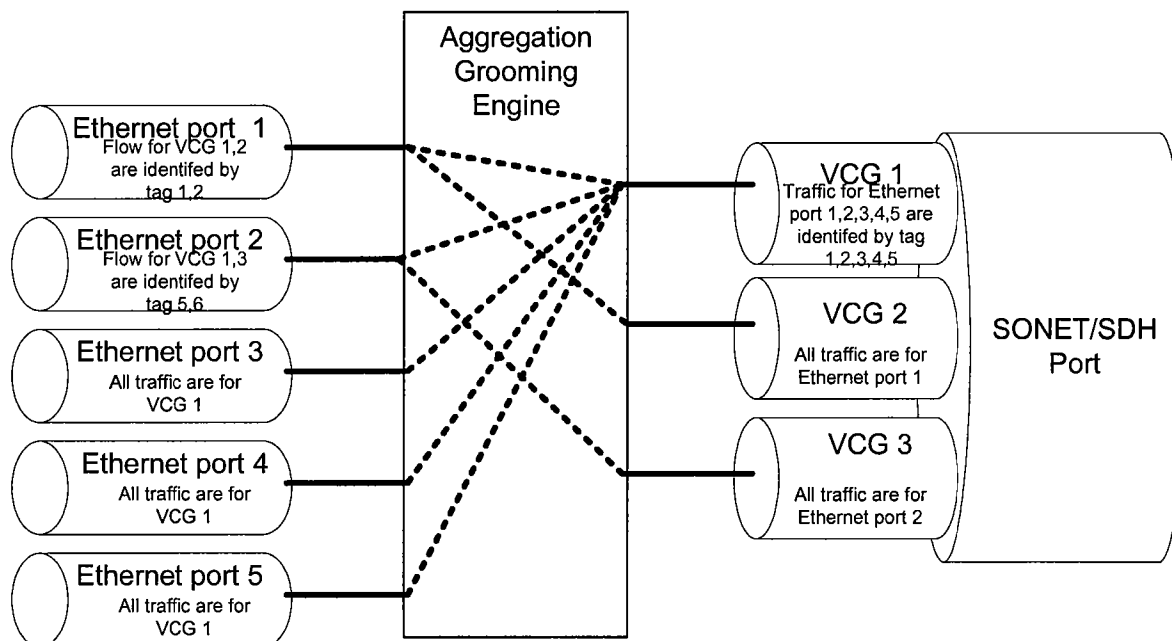 Aggregation
Grooming
Engine
Ethernet port 1
Flow for VCG 1,2
are identifed by
tag 1,2
Ethernet port 2
Flow for VCG 1,3
are identifed by
tag 5,6
Ethernet port 3
All traffic are for
VCG 1
Ethernet port 4
All traffic are for
VCG 1
Ethernet port 5
All traffic are for
VCG 1
VCG 1
Traffic for Ethernet
port 1,2,3,4,5 are
identifed by tag
1,2,3,4,5
VCG 2
All traffic are for
Ethernet port 1
VCG 3
All traffic are for
Ethernet port 2
SONET/SDH
Port